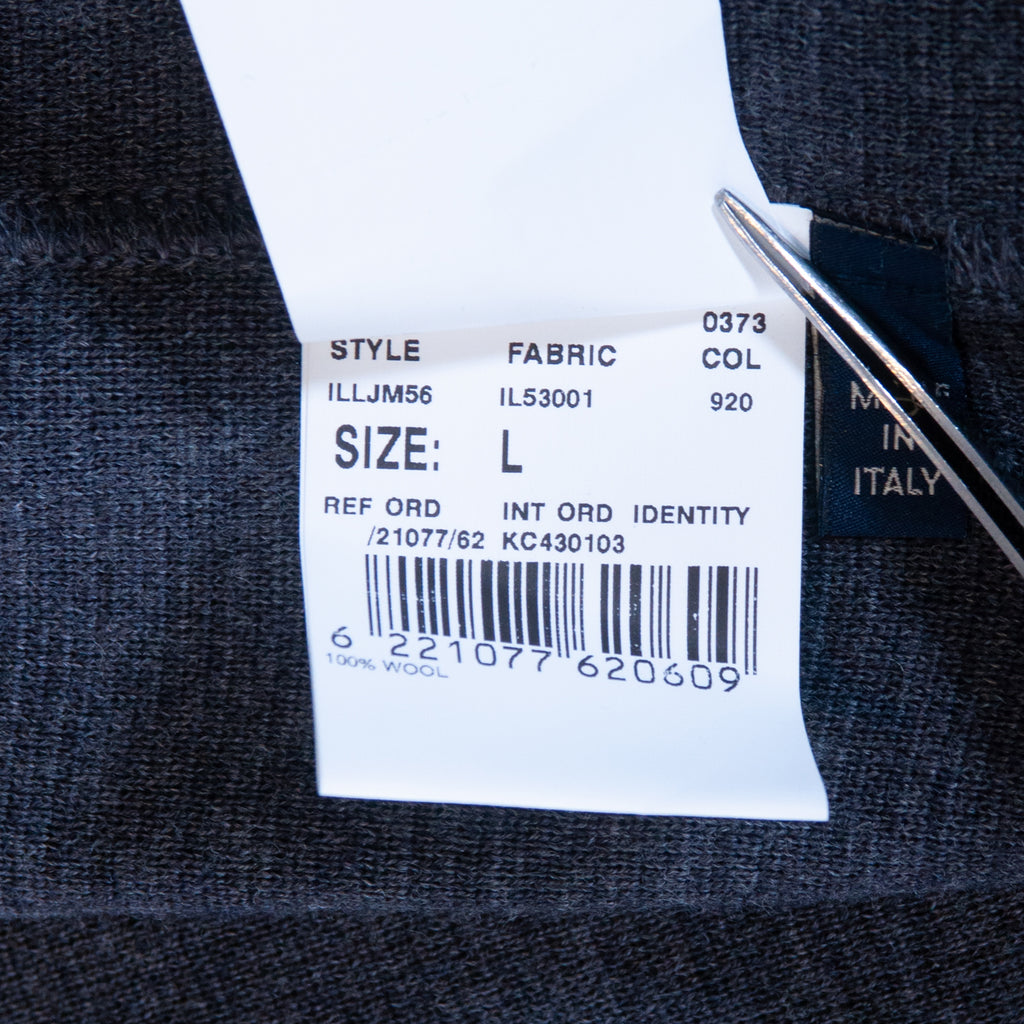 0373
STYLE FABRIC COL
ILLJM56 IL53001 920
SIZE: L
REF ORD INT ORD IDENTITY
/21077/62 KC430103
6 221077 620609
100% WOOL
IN
ITALY